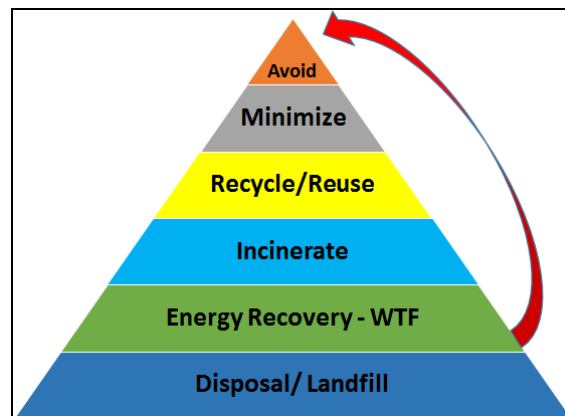 Avoid
Minimize
Recycle/Reuse
Incinerate
Energy Recovery - WTF
Disposal/ Landfill